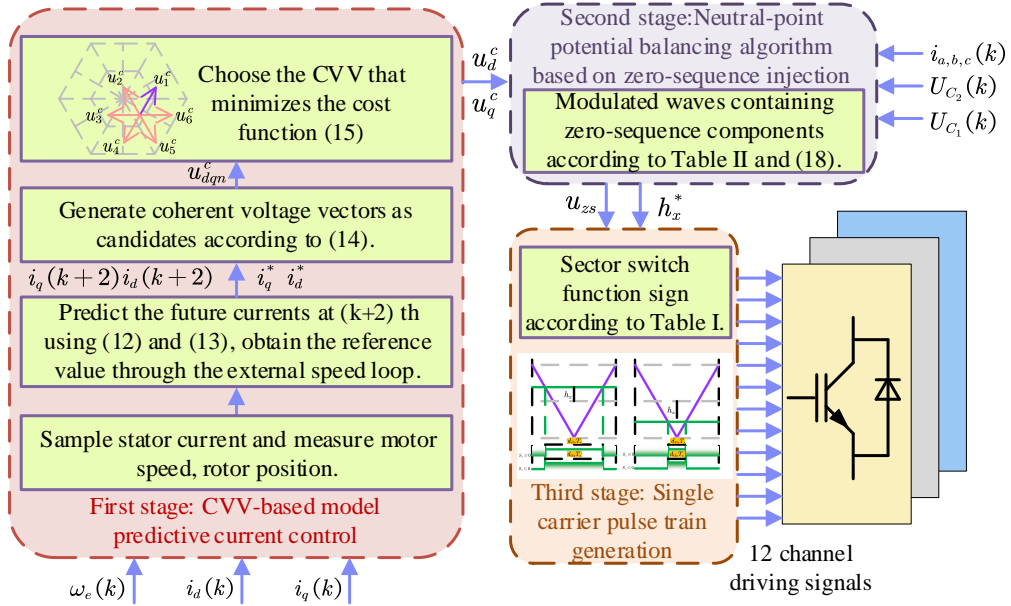 Choose the CVV that
minimizes the cost
function (15)
u_2^c
u_1^c
u_3^c
u_6^c
u_4^c
u_5^c
u_{dqn}^c
Generate coherent voltage vectors as
candidates according to (14).
i_q(k+2) i_d(k+2) i_q^* i_d^*
Predict the future currents at (k+2) th
using (12) and (13), obtain the reference
value through the external speed loop.
Sample stator current and measure motor
speed, rotor position.
First stage: CVV-based model
predictive current control
ω_e(k) i_d(k) i_q(k)
u_d^c
u_q^c
Second stage:Neutral-point
potential balancing algorithm
based on zero-sequence injection
Modulated waves containing
zero-sequence components
according to Table II and (18).
i_{a,b,c}(k)
U_{C_2}(k)
U_{C_1}(k)
u_{zs} h_x^*
Sector switch
function sign
according to Table I.
Third stage: Single
carrier pulse train
generation
12 channel
driving signals